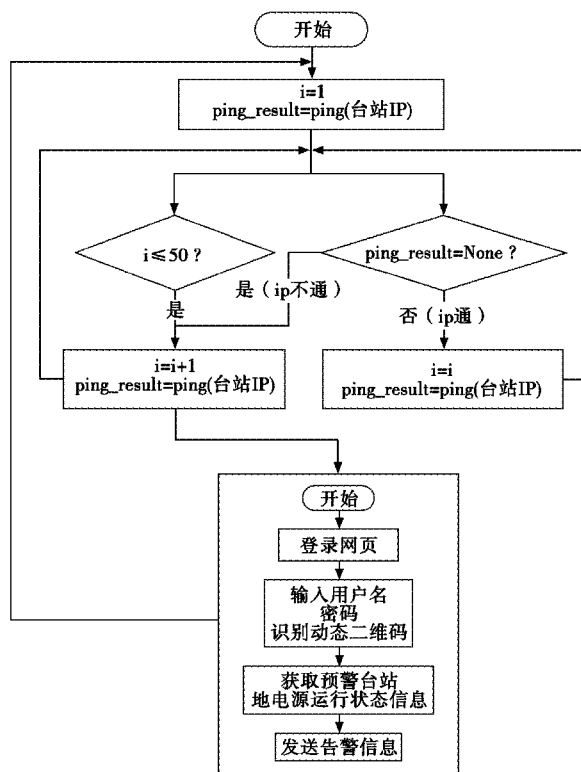 开始
i=1
ping_result=ping(台站IP)
i≤50？
ping_result=None？
是（ip不通）
是
否（ip通）
i=i+1
ping_result=ping(台站IP)
i=i
ping_result=ping(台站IP)
开始
登录网页
输入用户名
密码
识别动态二维码
获取预警台站
地电源运行状态信息
发送告警信息